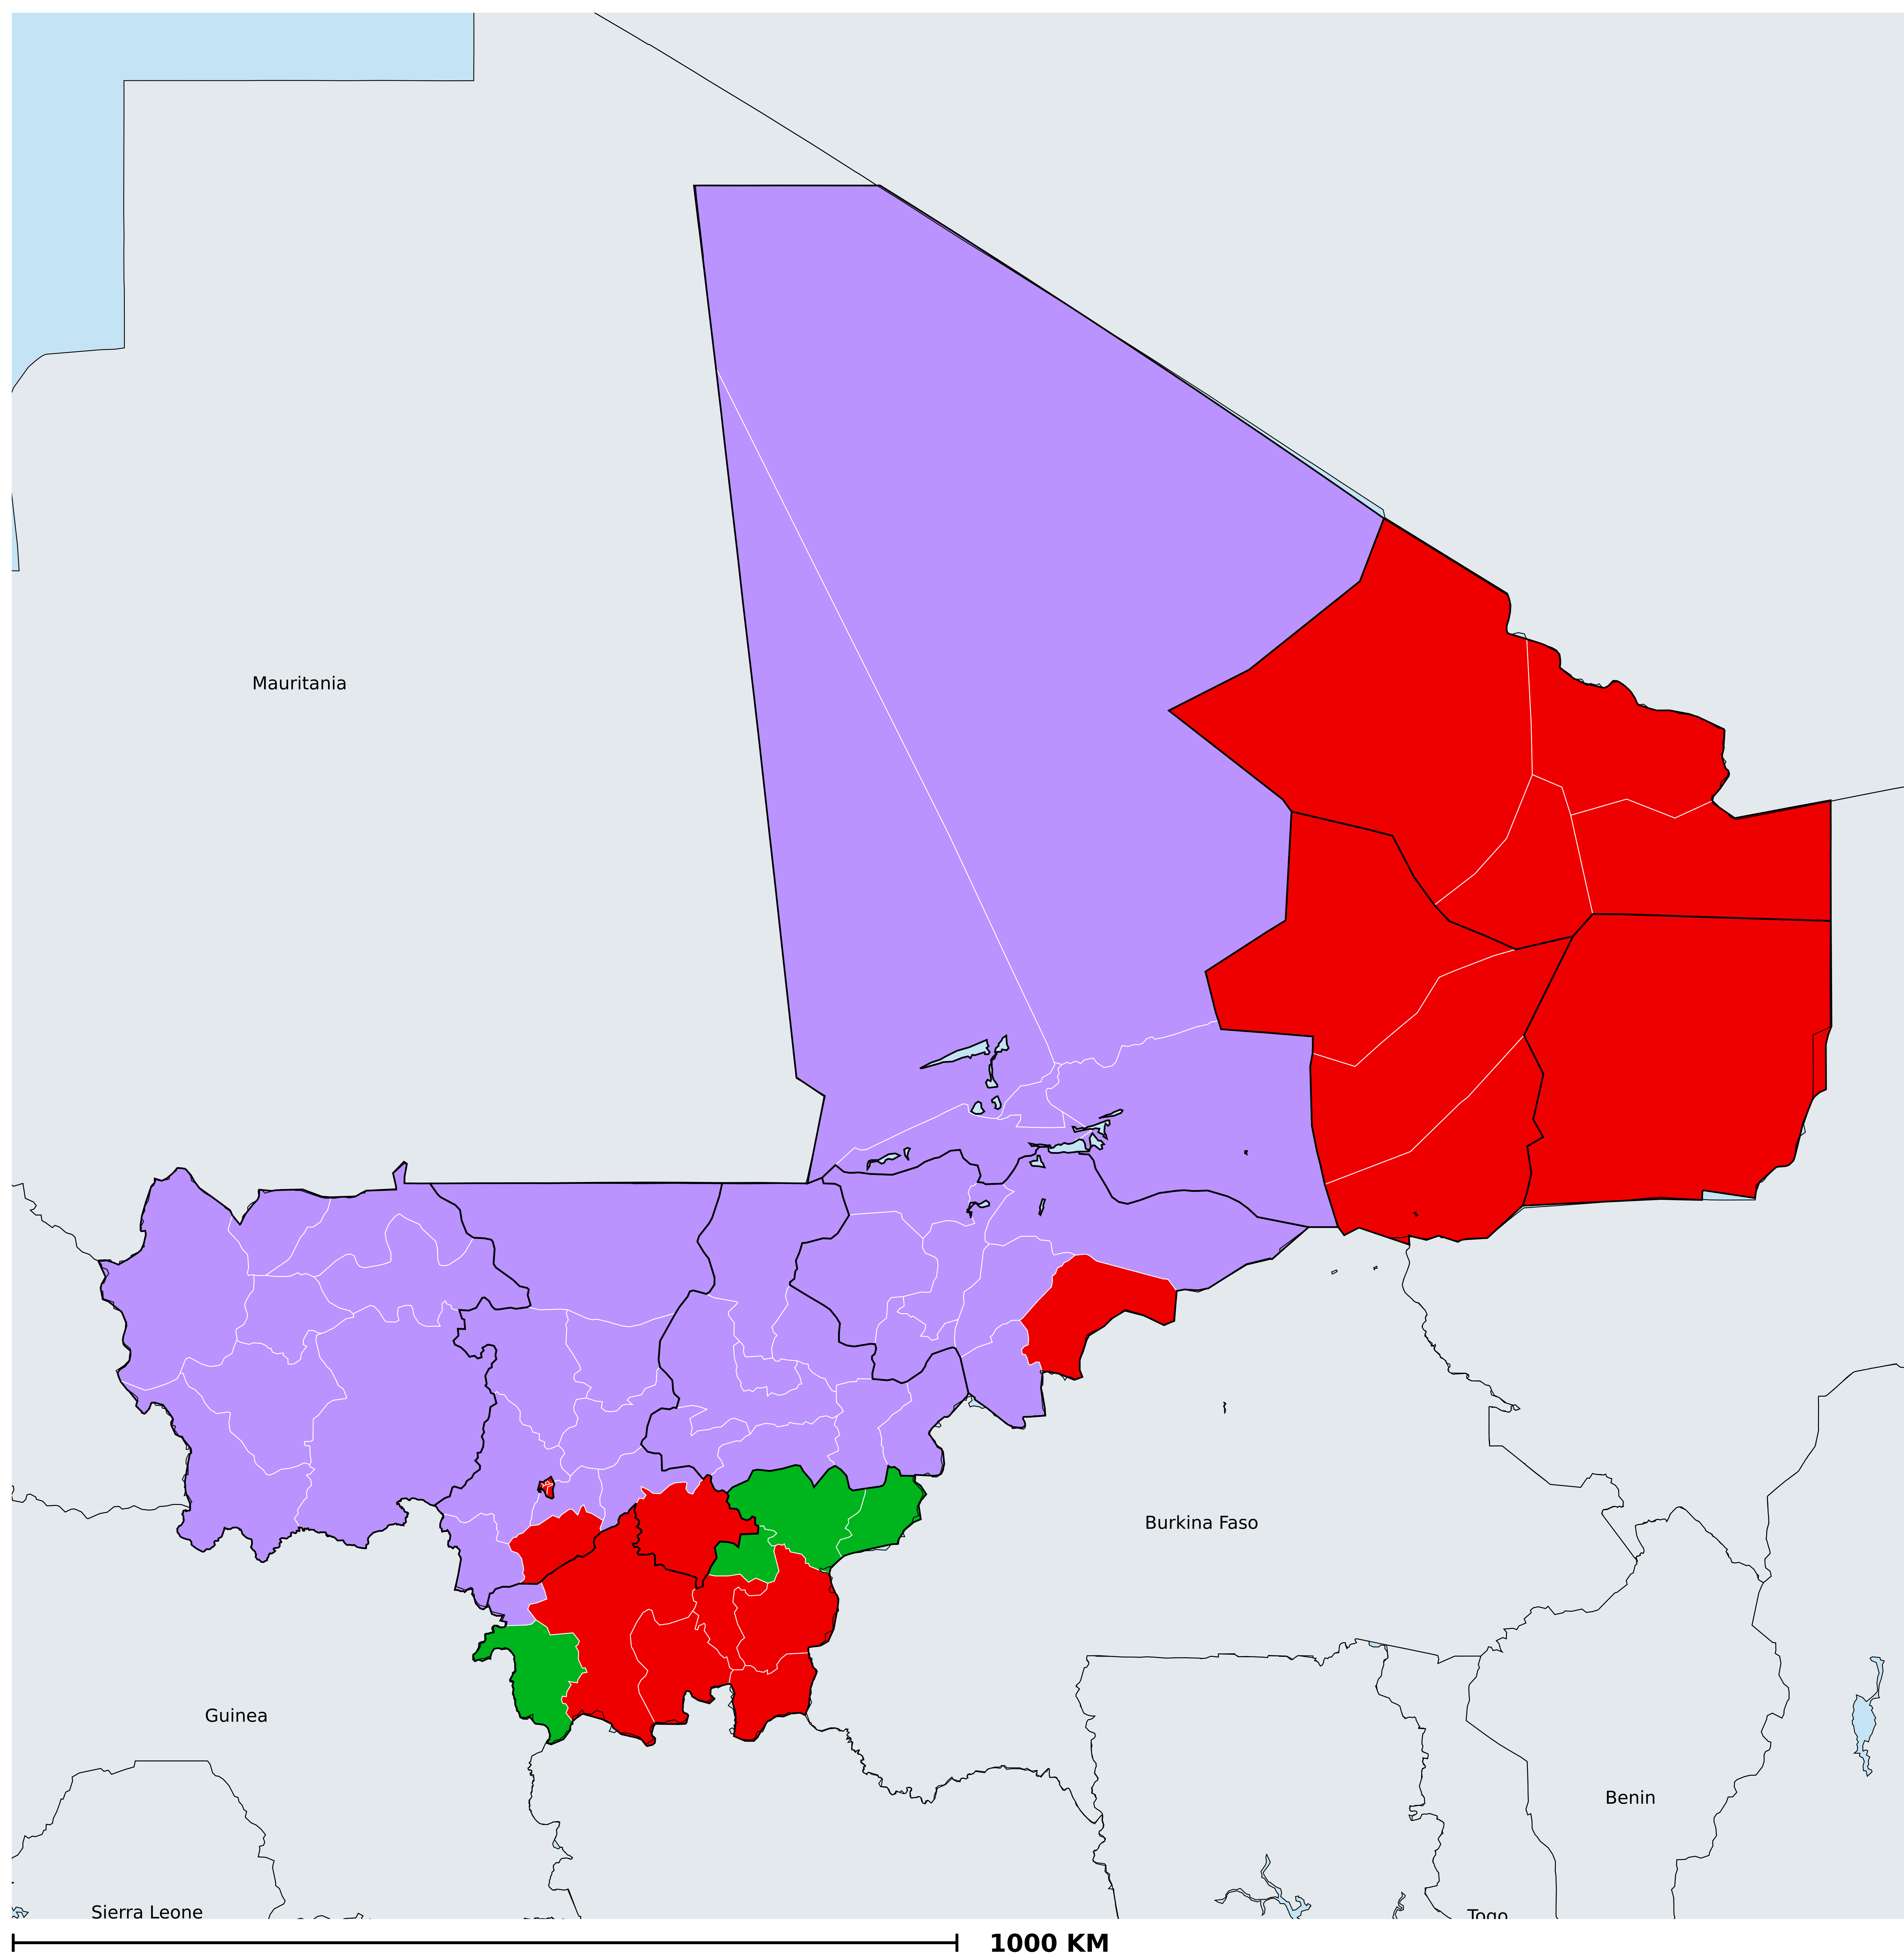 Mauritania
Burkina Faso
Guinea
Benin
Sierra Leone
Togo
1000 KM